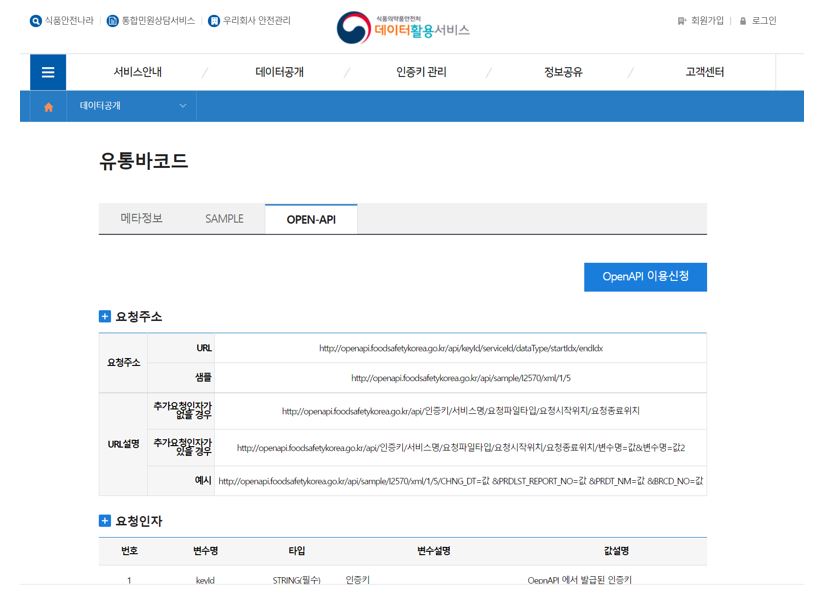 식품안전나라 통합민원상담서비스 우리회사 안전관리
식품의약품안전처
데이터활용서비스
회원가입 로그인
서비스안내 / 데이터공개 / 인증키 관리 / 정보공유 / 고객센터
데이터공개
유통바코드
메타정보 SAMPLE OPEN-API
OpenAPI 이용신청
요청주소
요청주소 URL http://openapi.foodsafetykorea.go.kr/api/keyId/serviceId/dataType/startIdx/endIdx
샘플 http://openapi.foodsafetykorea.go.kr/api/sample/I2570/xml/1/5
URL설명 추가요청인자가
없을 경우 http://openapi.foodsafetykorea.go.kr/api/인증키/서비스명/요청파일타입/요청시작위치/요청종료위치
추가요청인자가
있을 경우 http://openapi.foodsafetykorea.go.kr/api/인증키/서비스명/요청파일타입/요청시작위치/요청종료위치/변수명=값&변수명=값2
예시 http://openapi.foodsafetykorea.go.kr/api/sample/I2570/xml/1/5/CHNG_DT=값 &PRDLST_REPORT_NO=값 &PRDT_NM=값 &BRCD_NO=값
요청인자
번호 변수명 타입 변수설명 값설명
1 keyId STRING(필수) 인증키 OepnAPI 에서 발급된 인증키